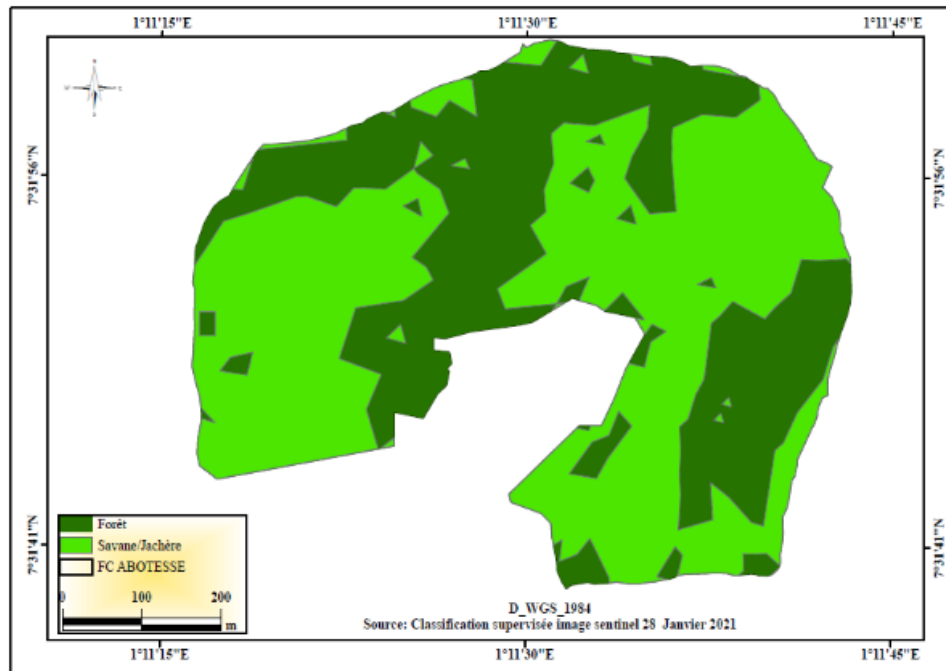 1°11'15"E 1°11'30"E 1°11'45"E
N
W E
S
7°31'56"N 7°31'56"N
7°31'41"N 7°31'41"N
Forêt
Savane/Jachère
FC ABOTESSE
0 100 200
m
D_WGS_1984
Source: Classification supervisée image sentinel 28 Janvier 2021
1°11'15"E 1°11'30"E 1°11'45"E